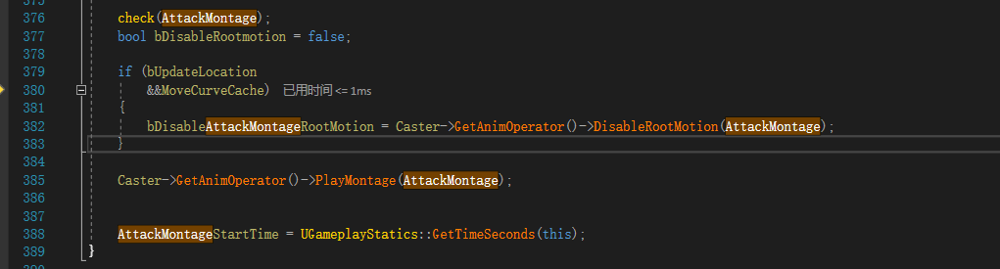 376 check(AttackMontage);
377 bool bDisableRootmotion = false;
378
379 if (bUpdateLocation
380 &&MoveCurveCache) 已用时间 <= 1ms
381 {
382 bDisableAttackMontageRootMotion = Caster->GetAnimOperator()->DisableRootMotion(AttackMontage);
383 }
384
385 Caster->GetAnimOperator()->PlayMontage(AttackMontage);
386
387
388 AttackMontageStartTime = UGameplayStatics::GetTimeSeconds(this);
389 }